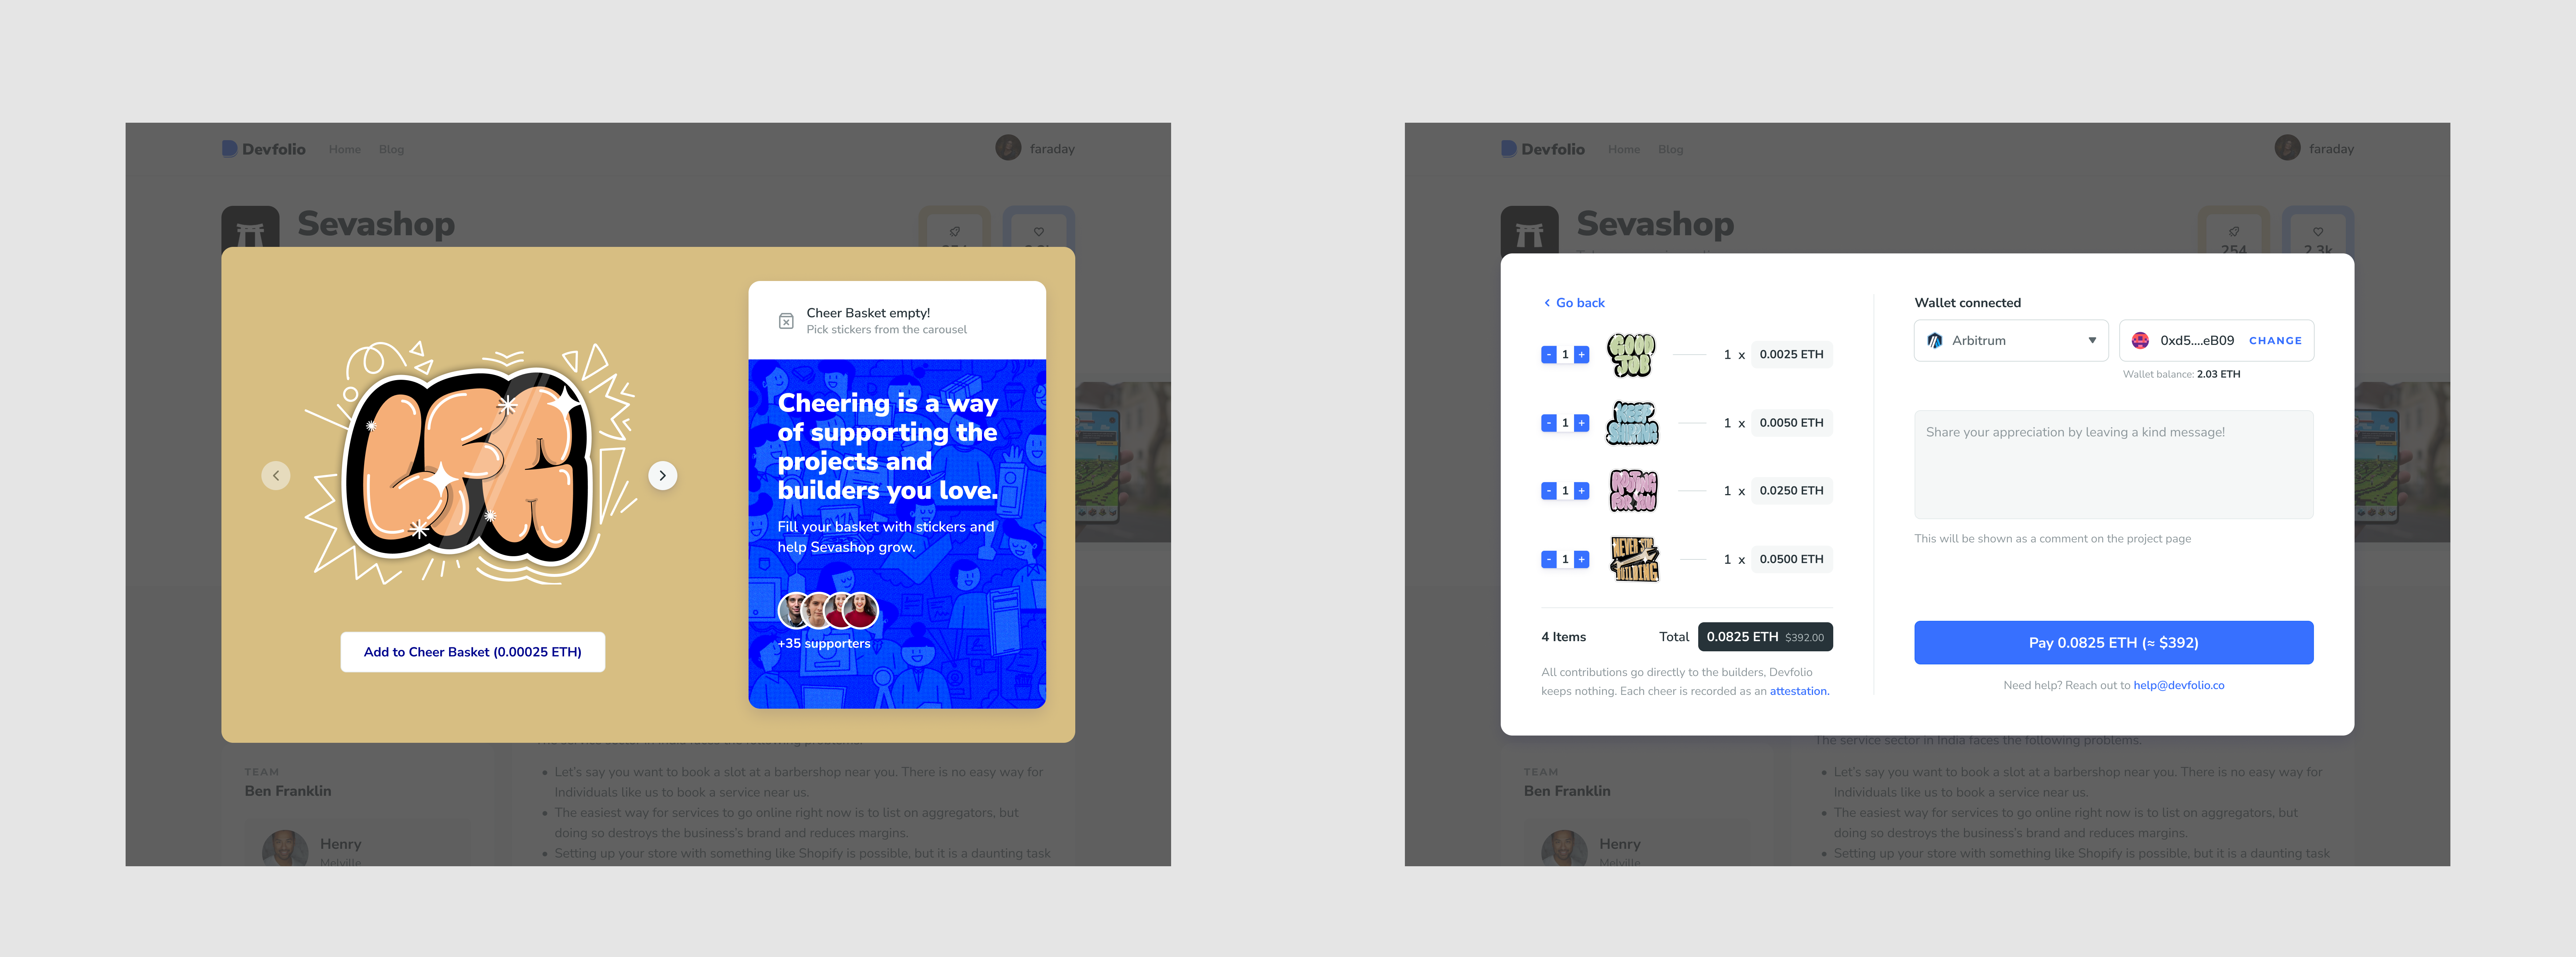 Devfolio Home Blog faraday
Sevashop
LFG
Add to Cheer Basket (0.00025 ETH)
Cheer Basket empty!
Pick stickers from the carousel
Cheering is a way
of supporting the
projects and
builders you love.
Fill your basket with stickers and
help Sevashop grow.
+35 supporters
TEAM
Ben Franklin
Henry
Melville
Let's say you want to book a slot at a barbershop near you. There is no easy way for
Individuals like us to book a service near us.
The easiest way for services to go online right now is to list on aggregators, but
doing so destroys the business's brand and reduces margins.
Setting up your store with something like Shopify is possible, but it is a daunting task
Devfolio Home Blog faraday
Sevashop
254 2.3k
Go back
- 1 + GOOD JOB 1 x 0.0025 ETH
- 1 + KEEP SHIPPING 1 x 0.0050 ETH
- 1 + ROOTING FOR YOU 1 x 0.0250 ETH
- 1 + NEVER STOP BUILDING 1 x 0.0500 ETH
4 Items Total 0.0825 ETH $392.00
All contributions go directly to the builders, Devfolio
keeps nothing. Each cheer is recorded as an attestation.
Wallet connected
Arbitrum 0xd5....eB09 CHANGE
Wallet balance: 2.03 ETH
Share your appreciation by leaving a kind message!
This will be shown as a comment on the project page
Pay 0.0825 ETH (≈ $392)
Need help? Reach out to help@devfolio.co
The service sector in India faces the following problems.
TEAM
Ben Franklin
Henry
Melville
Let's say you want to book a slot at a barbershop near you. There is no easy way for
Individuals like us to book a service near us.
The easiest way for services to go online right now is to list on aggregators, but
doing so destroys the business's brand and reduces margins.
Setting up your store with something like Shopify is possible, but it is a daunting task